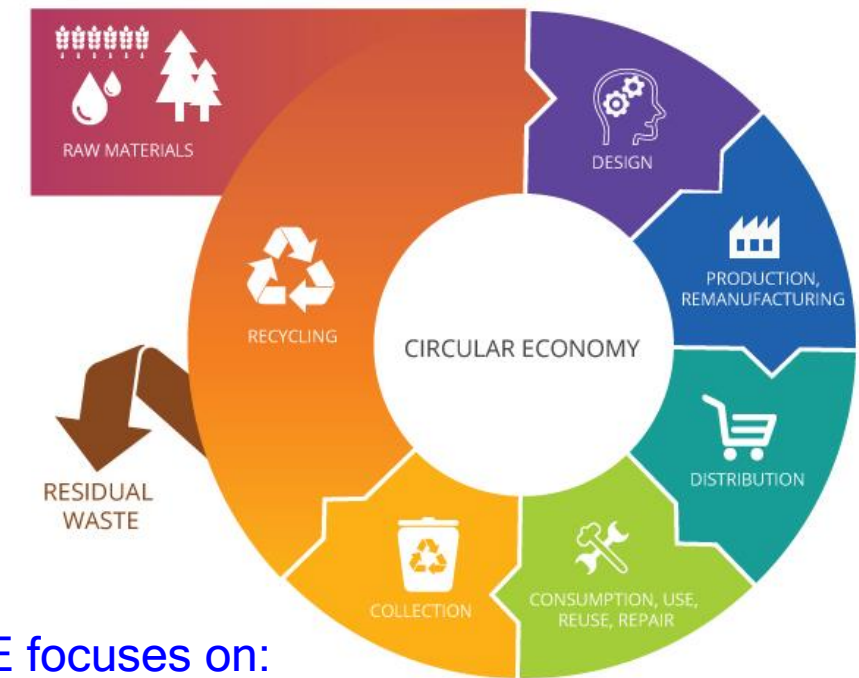 RAW MATERIALS
DESIGN
PRODUCTION,
REMANUFACTURING
RECYCLING
CIRCULAR ECONOMY
DISTRIBUTION
RESIDUAL
WASTE
COLLECTION
CONSUMPTION, USE,
REUSE, REPAIR
E focuses on: